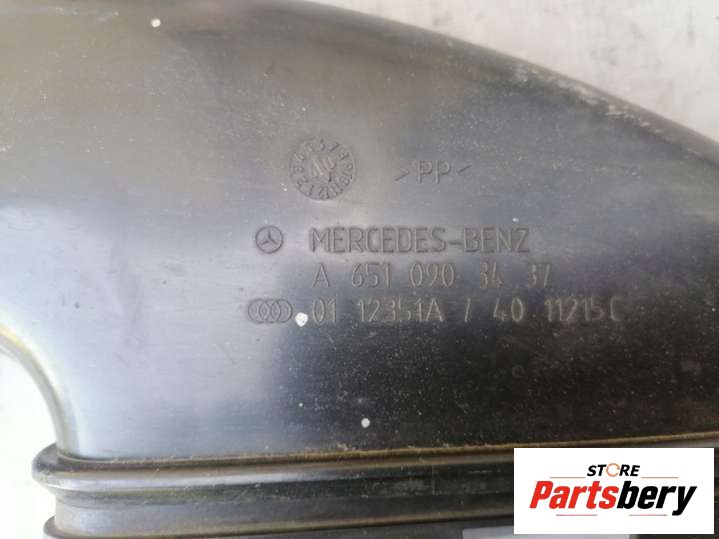 >PP<
MERCEDES-BENZ
A 651 090 34 37
01 12351A / 40 11215C
STORE
Partsbery